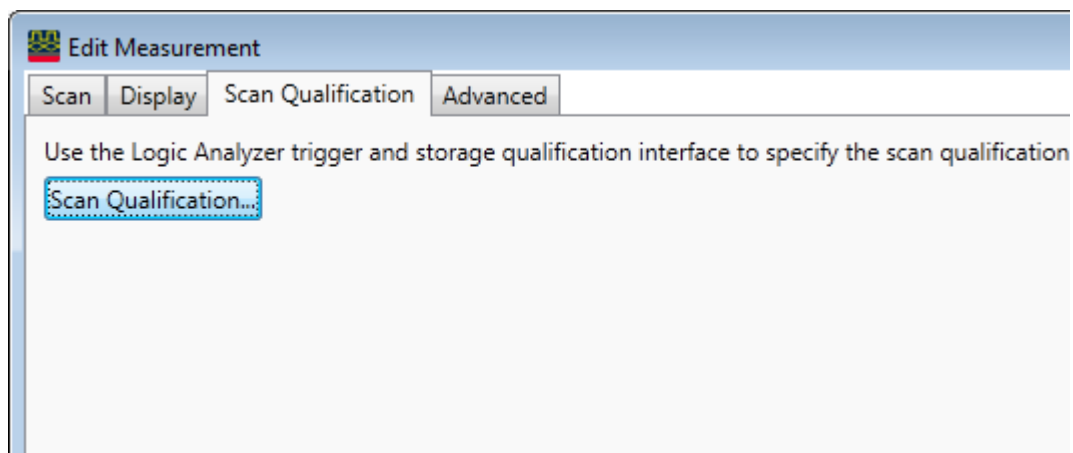 Edit Measurement
Scan Display Scan Qualification Advanced
Use the Logic Analyzer trigger and storage qualification interface to specify the scan qualification
Scan Qualification...